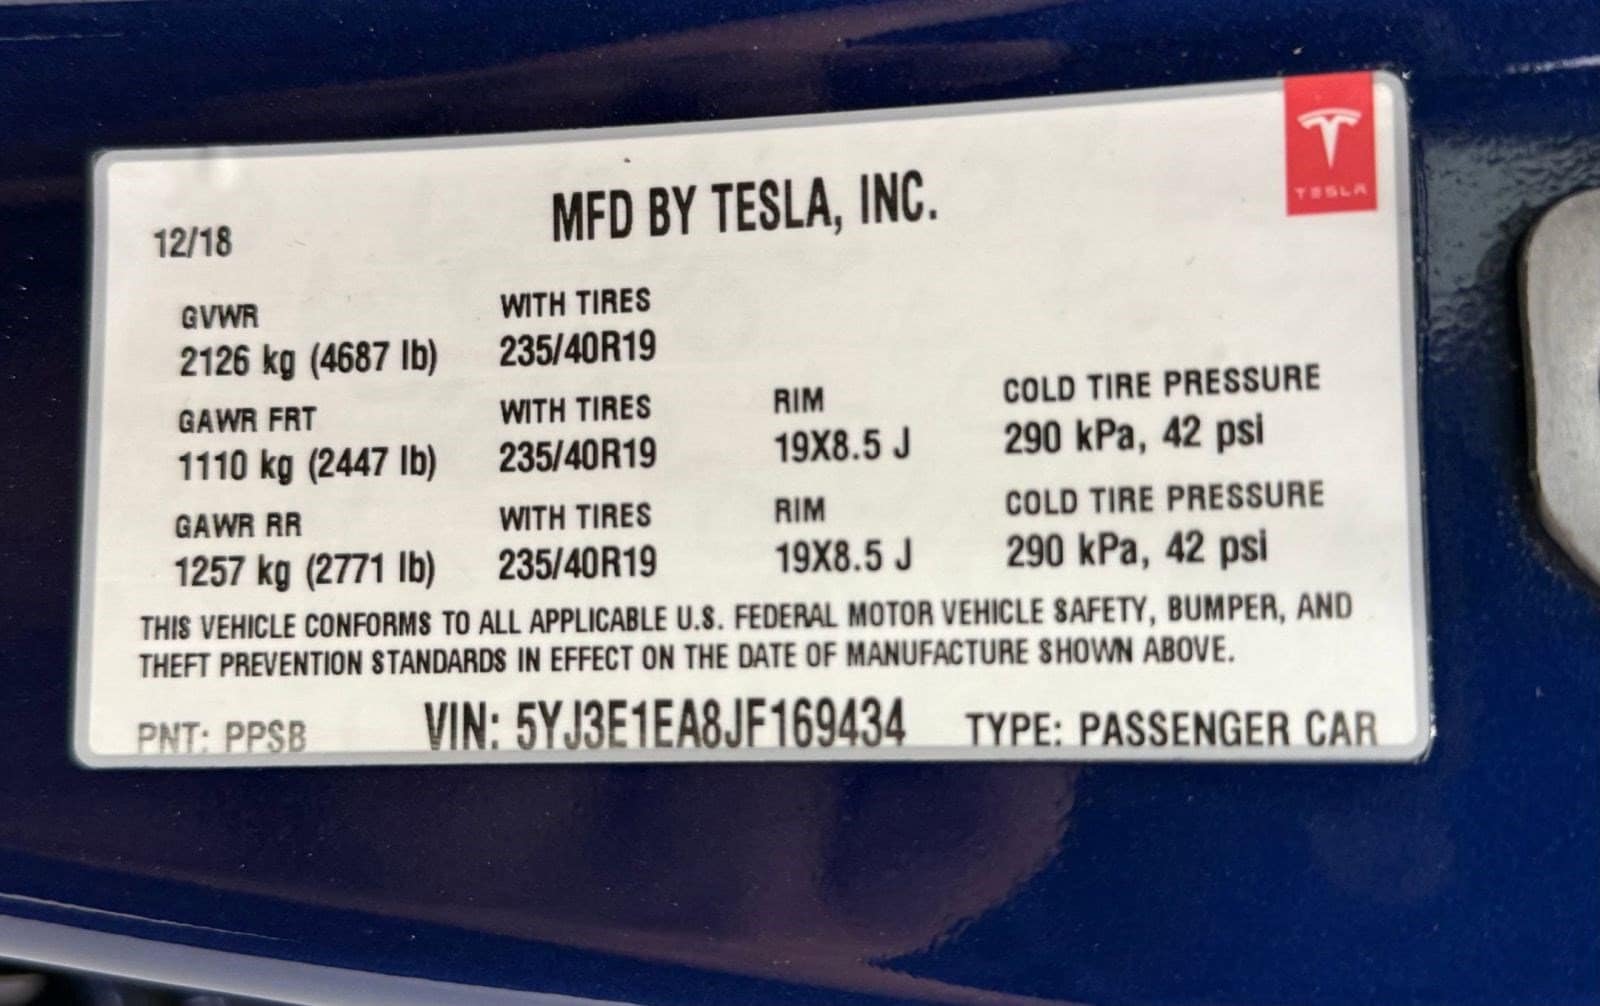 TESLA
MFD BY TESLA, INC.
12/18
GVWR WITH TIRES
2126 kg (4687 lb) 235/40R19
GAWR FRT WITH TIRES RIM COLD TIRE PRESSURE
1110 kg (2447 lb) 235/40R19 19X8.5 J 290 kPa, 42 psi
GAWR RR WITH TIRES RIM COLD TIRE PRESSURE
1257 kg (2771 lb) 235/40R19 19X8.5 J 290 kPa, 42 psi
THIS VEHICLE CONFORMS TO ALL APPLICABLE U.S. FEDERAL MOTOR VEHICLE SAFETY, BUMPER, AND
THEFT PREVENTION STANDARDS IN EFFECT ON THE DATE OF MANUFACTURE SHOWN ABOVE.
PNT: PPSB VIN: 5YJ3E1EA8JF169434 TYPE: PASSENGER CAR